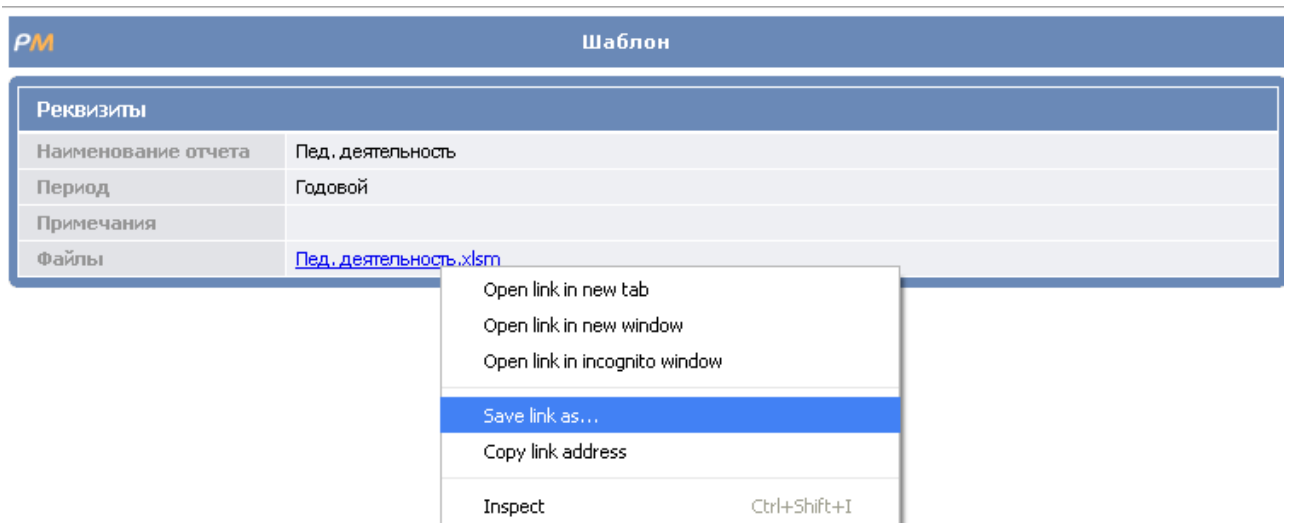 PM Шаблон
Реквизиты
Наименование отчета Пед. деятельность
Период Годовой
Примечания
Файлы Пед. деятельность.xlsm
Open link in new tab
Open link in new window
Open link in incognito window
Save link as...
Copy link address
Inspect Ctrl+Shift+I